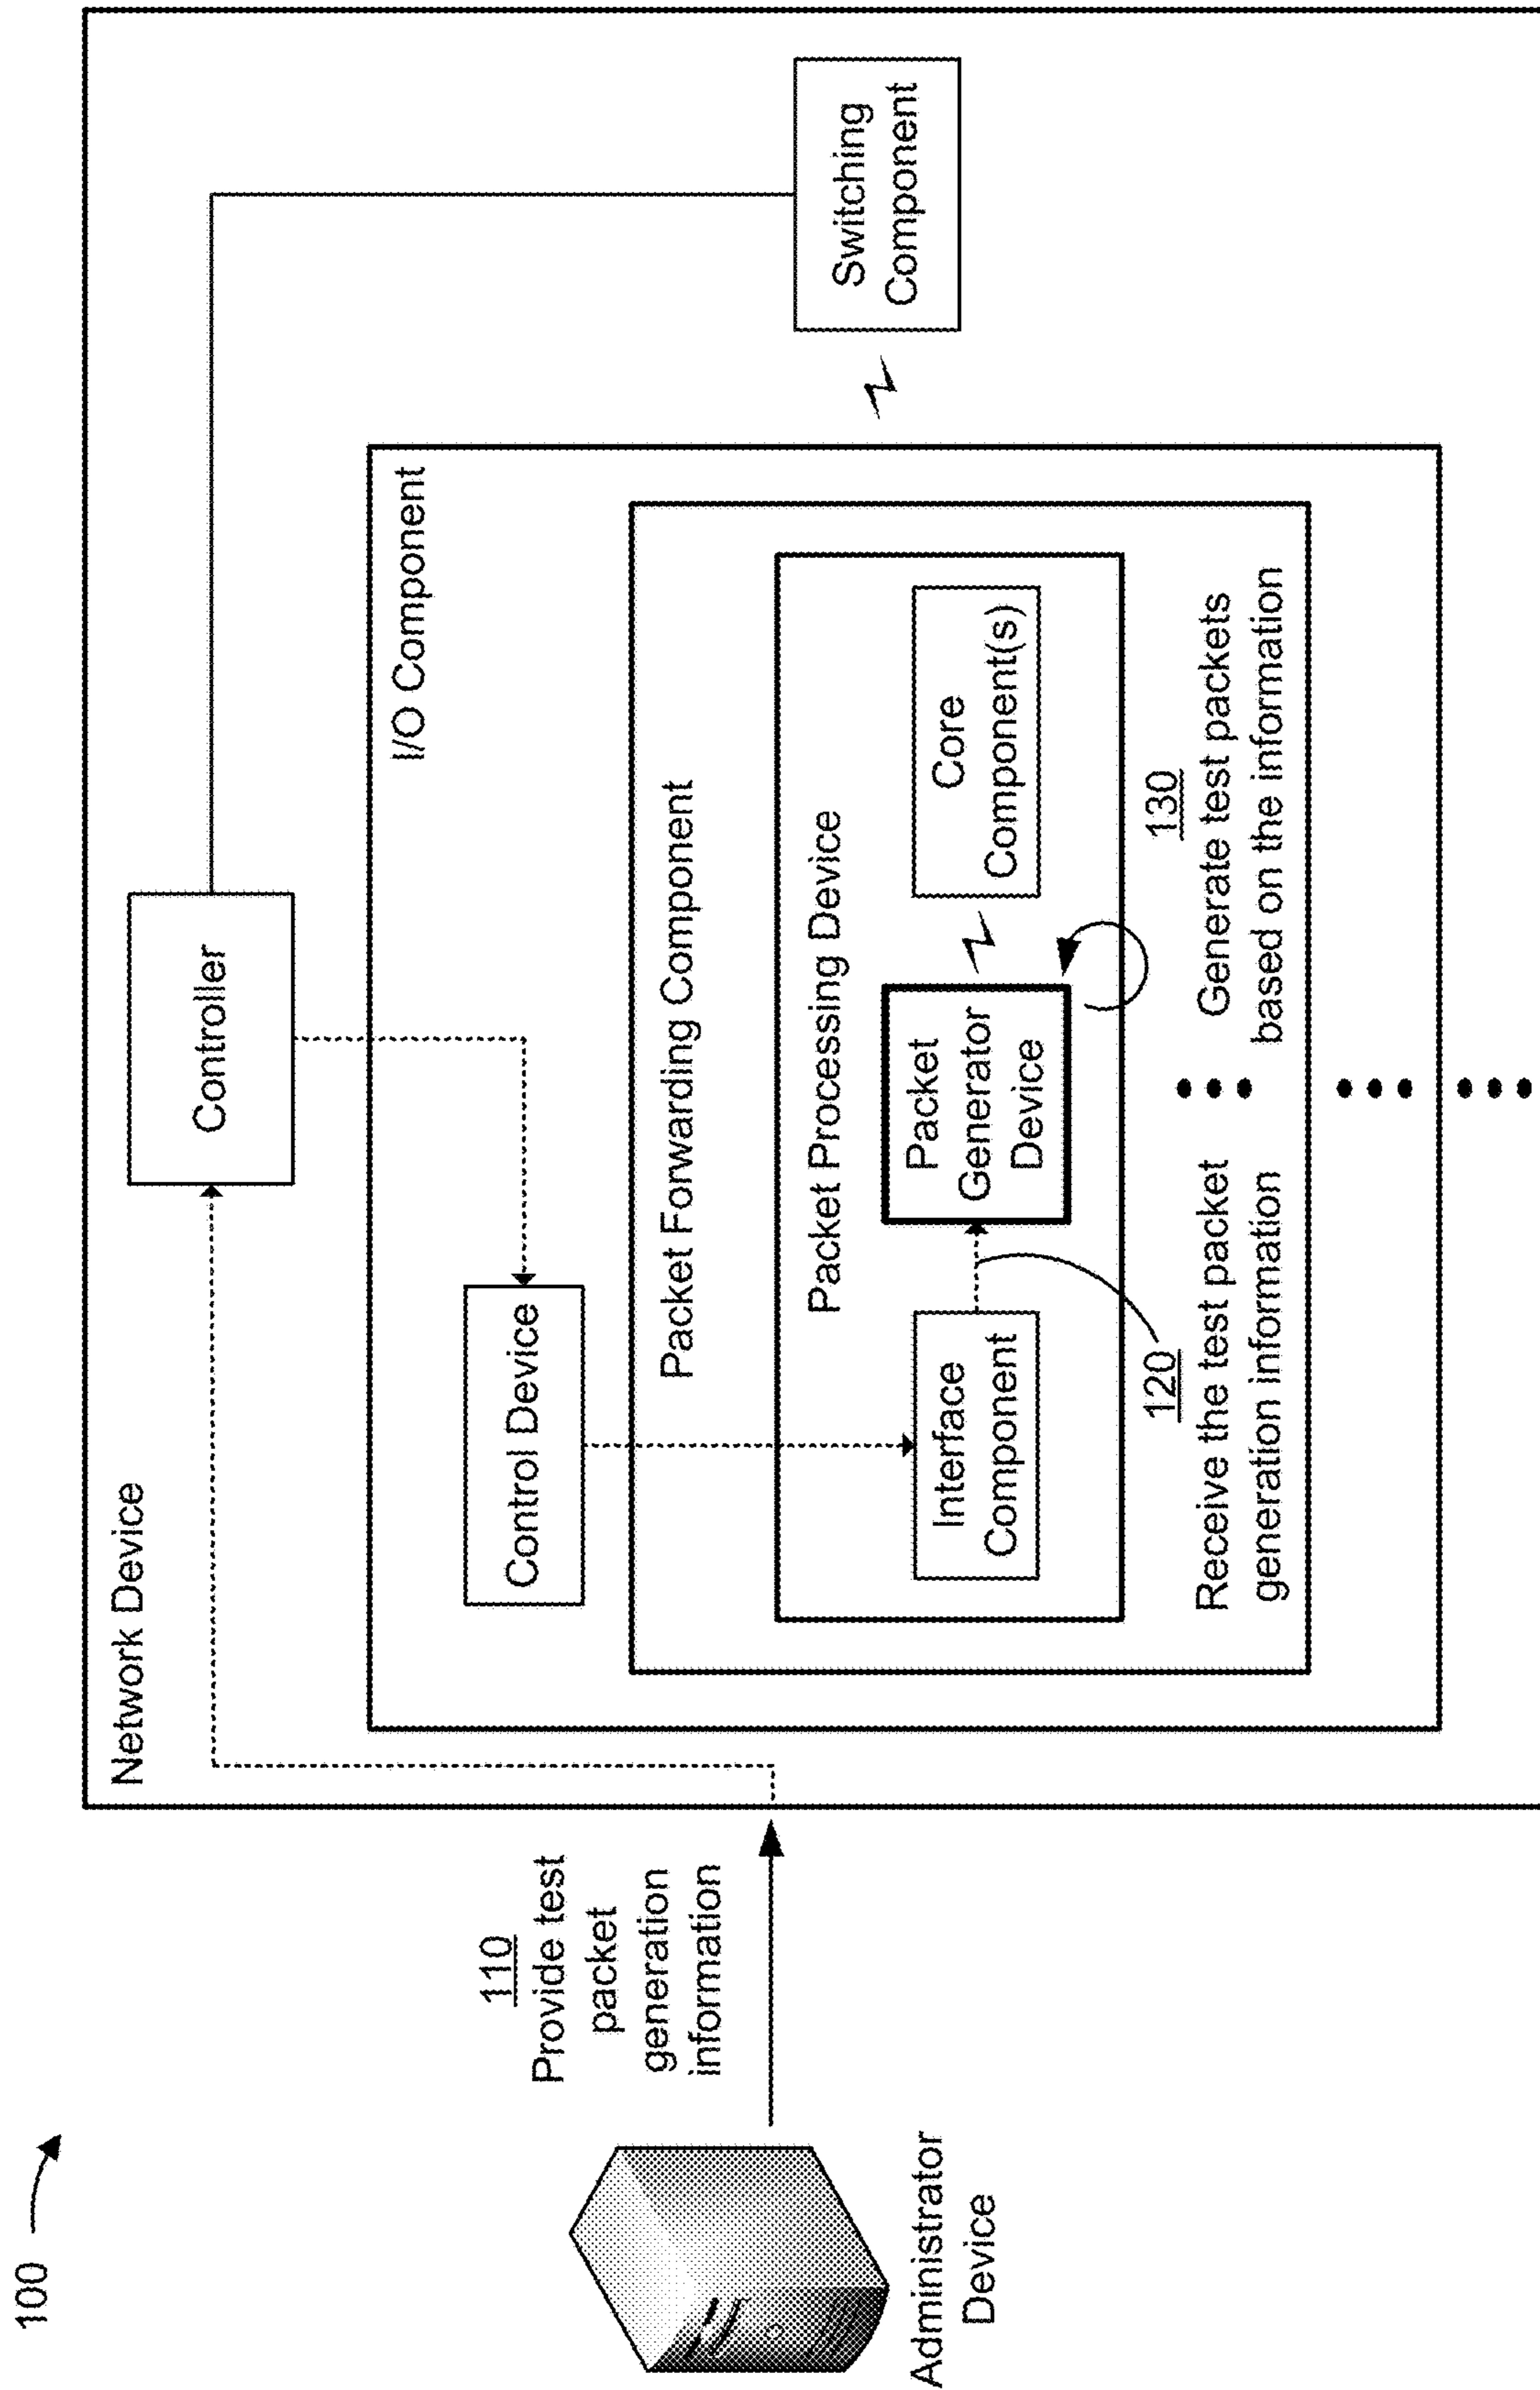 100
Administrator
Device
110
Provide test
packet
generation
information
Network Device
Controller
Switching
Component
I/O Component
Control Device
Packet Forwarding Component
Packet Processing Device
Interface
Component
Packet
Generator
Device
Core
Component(s)
120
Receive the test packet
generation information
130
Generate test packets
based on the information